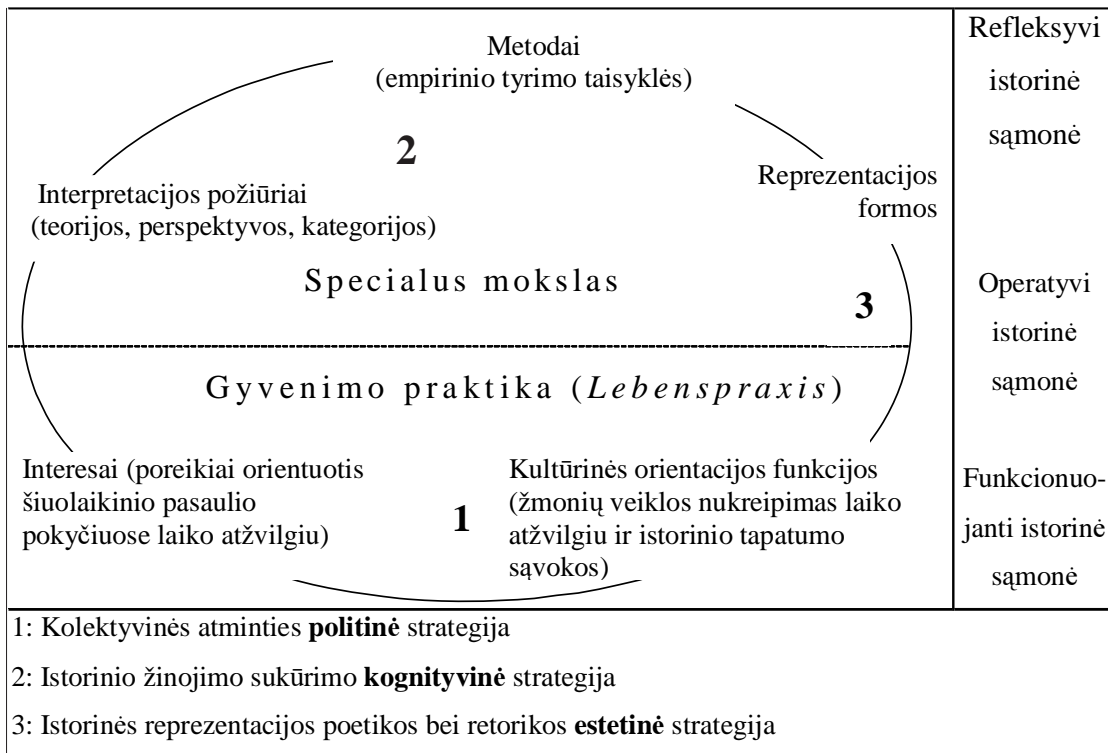 Metodai
(empirinio tyrimo taisyklės)
2
Interpretacijos požiūriai
(teorijos, perspektyvos, kategorijos)
Reprezentacijos
formos
Specialus mokslas
3
Gyvenimo praktika (Lebenspraxis)
Interesai (poreikiai orientuotis
šiuolaikinio pasaulio
pokyčiuose laiko atžvilgiu)
1
Kultūrinės orientacijos funkcijos
(žmonių veiklos nukreipimas laiko
atžvilgiu ir istorinio tapatumo
sąvokos)
Refleksyvi
istorinė
sąmonė
Operatyvi
istorinė
sąmonė
Funkcionuo-
janti istorinė
sąmonė
1: Kolektyvinės atminties politinė strategija
2: Istorinio žinojimo sukūrimo kognityvinė strategija
3: Istorinės reprezentacijos poetikos bei retorikos estetinė strategija